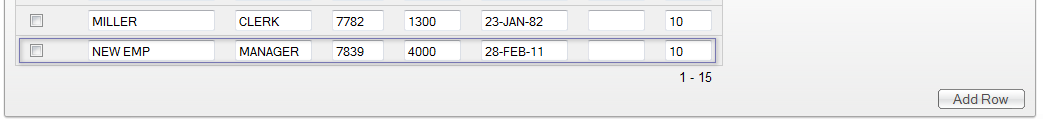 MILLER CLERK 7782 1300 23-JAN-82 10
NEW EMP MANAGER 7839 4000 28-FEB-11 10
1 - 15
Add Row